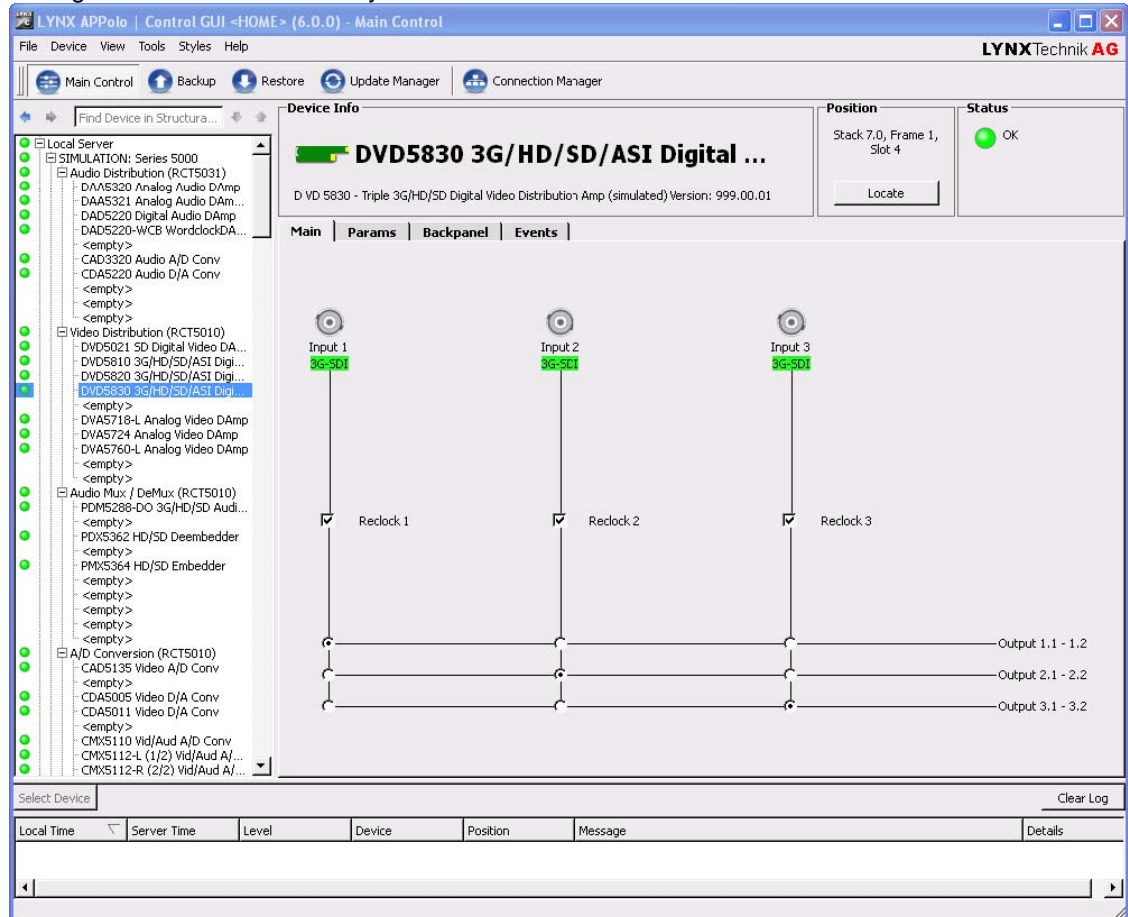 LYNX APPolo | Control GUI <HOME> (6.0.0) - Main Control
File Device View Tools Styles Help
LYNXTechnik AG
Main Control Backup Restore Update Manager Connection Manager
Find Device in Structura...
Local Server
SIMULATION: Series 5000
Audio Distribution (RCT5031)
DAA5320 Analog Audio DAmp
DAA5321 Analog Audio DAm...
DAD5220 Digital Audio DAmp
DAD5220-WCB WordclockDA...
<empty>
CAD3320 Audio A/D Conv
CDA5220 Audio D/A Conv
<empty>
<empty>
<empty>
Video Distribution (RCT5010)
DVD5021 SD Digital Video DA...
DVD5810 3G/HD/SD/ASI Digi...
DVD5820 3G/HD/SD/ASI Digi...
DVD5830 3G/HD/SD/ASI Digi...
<empty>
DVA5718-L Analog Video DAmp
DVA5724 Analog Video DAmp
DVA5760-L Analog Video DAmp
<empty>
<empty>
Audio Mux / DeMux (RCT5010)
PDM5288-DO 3G/HD/SD Audi...
<empty>
PDX5362 HD/SD Deembedder
<empty>
PMX5364 HD/SD Embedder
<empty>
<empty>
<empty>
<empty>
<empty>
A/D Conversion (RCT5010)
CAD5135 Video A/D Conv
<empty>
CDA5005 Video D/A Conv
CDA5011 Video D/A Conv
<empty>
CMX5110 Vid/Aud A/D Conv
CMX5112-L (1/2) Vid/Aud A/...
CMX5112-R (2/2) Vid/Aud A/...
Device Info
DVD5830 3G/HD/SD/ASI Digital ...
D VD 5830 - Triple 3G/HD/SD Digital Video Distribution Amp (simulated) Version: 999.00.01
Position
Stack 7.0, Frame 1,
Slot 4
Locate
Status
OK
Main Params Backpanel Events
Input 1 Input 2 Input 3
3G-SDI 3G-SDI 3G-SDI
Reclock 1 Reclock 2 Reclock 3
Output 1.1 - 1.2
Output 2.1 - 2.2
Output 3.1 - 3.2
Select Device Clear Log
Local Time Server Time Level Device Position Message Details